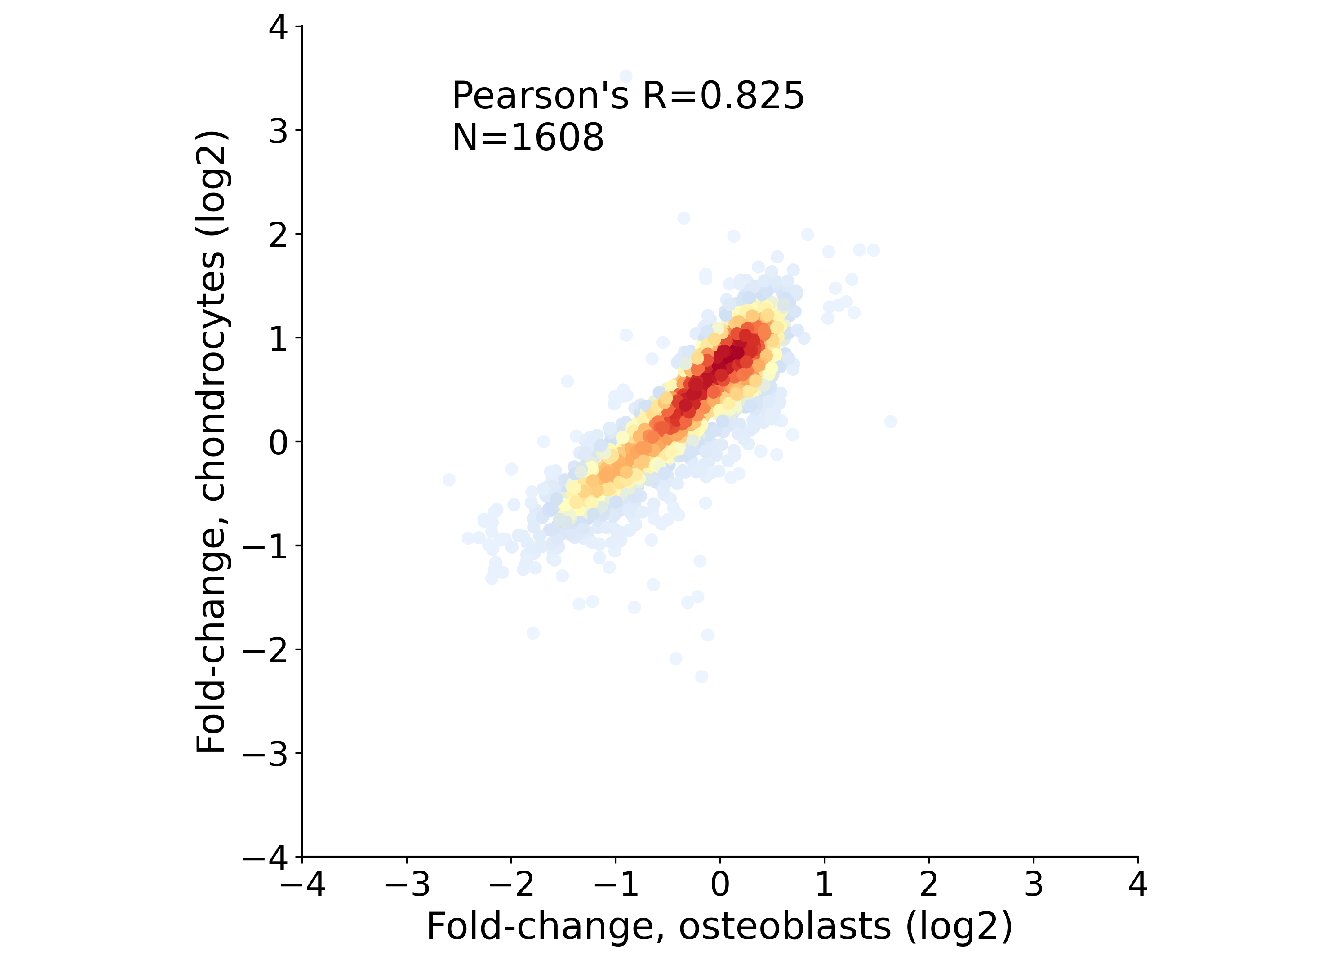 Pearson's R=0.825
N=1608
Fold-change, chondrocytes (log2)
4
3
2
1
0
−1
−2
−3
−4
−4 −3 −2 −1 0 1 2 3 4
Fold-change, osteoblasts (log2)